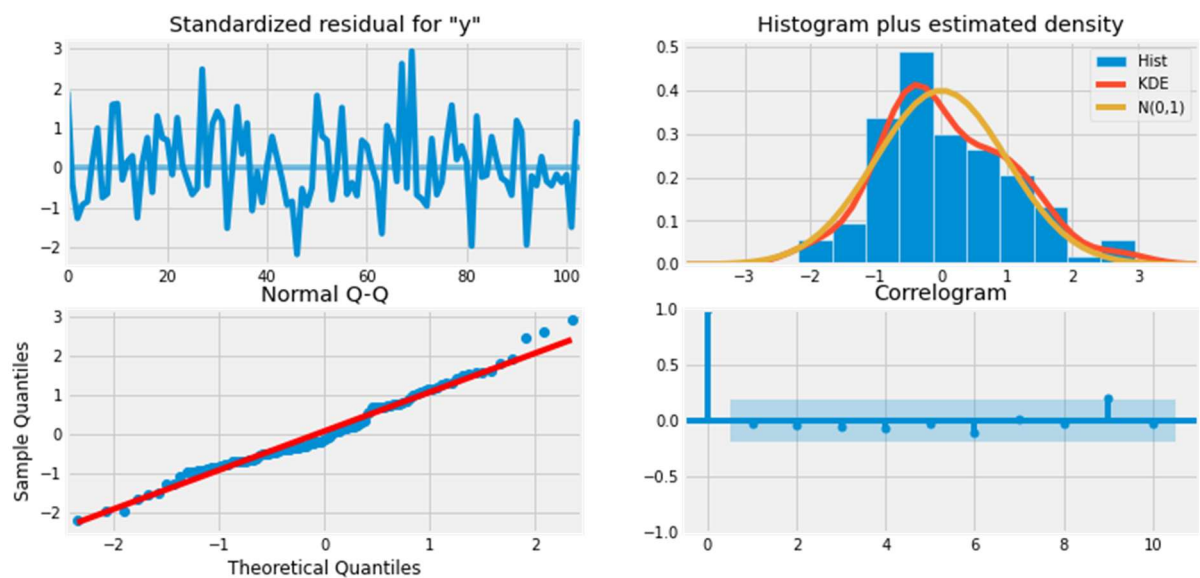 Standardized residual for "y"
3
2
1
0
−1
−2
0 20 40 60 80 100
Histogram plus estimated density
0.5
0.4
0.3
0.2
0.1
0.0
Hist
KDE
N(0,1)
−3 −2 −1 0 1 2 3
Normal Q-Q
Sample Quantiles
3
2
1
0
−1
−2
−2 −1 0 1 2
Theoretical Quantiles
Correlogram
1.0
0.5
0.0
−0.5
−1.0
0 2 4 6 8 10